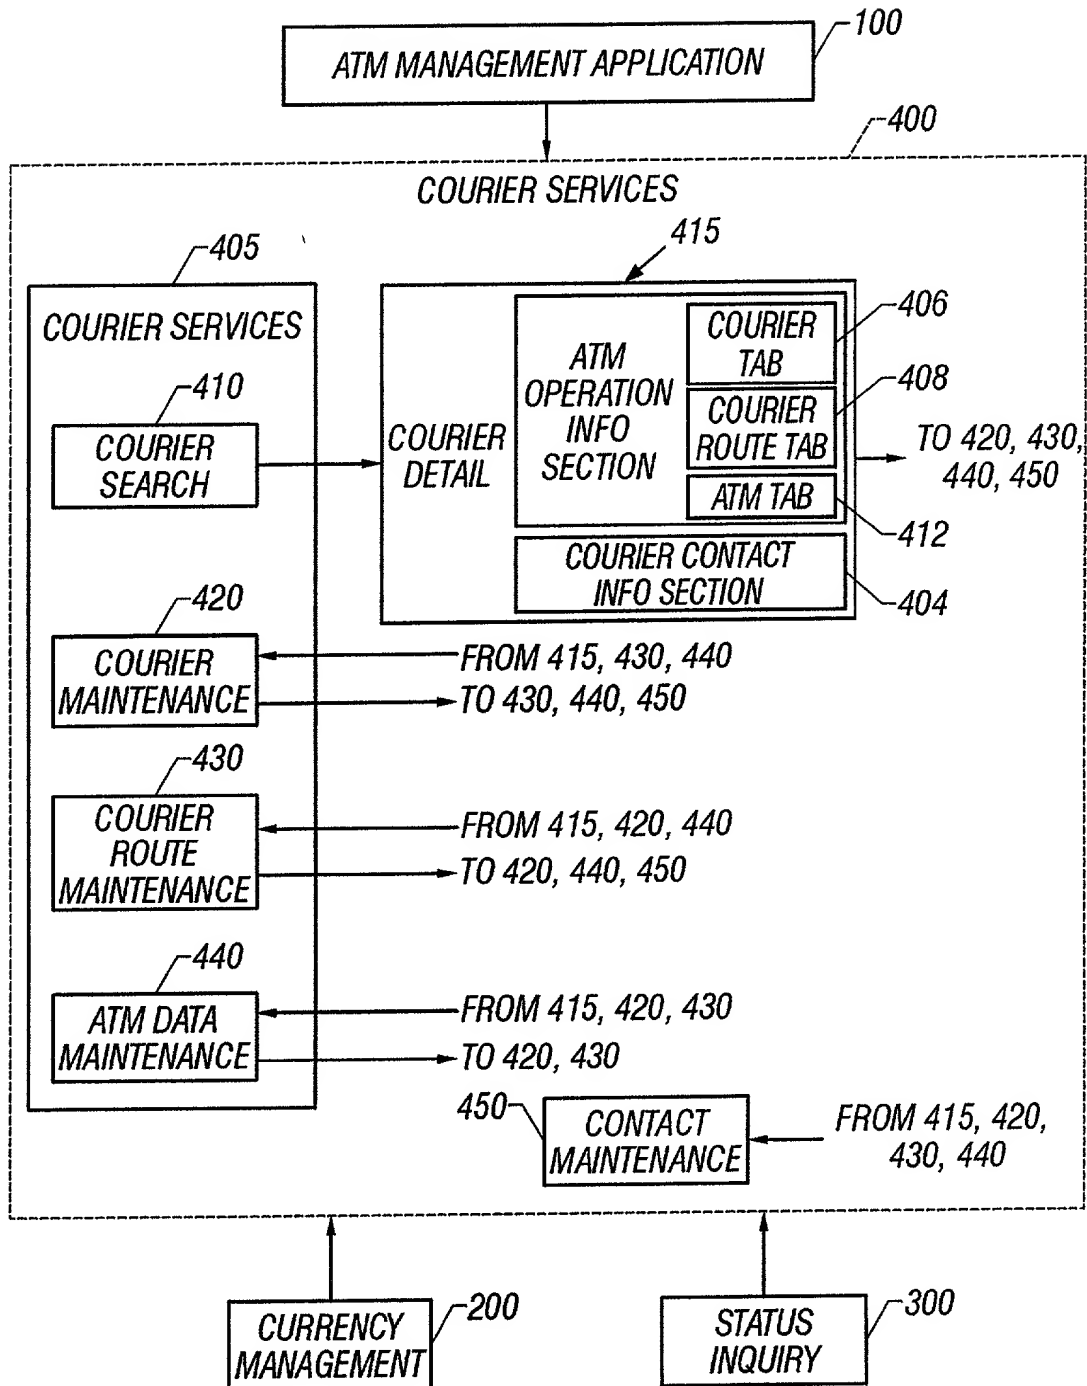 100
ATM MANAGEMENT APPLICATION
400
COURIER SERVICES
415
405
COURIER SERVICES
410
COURIER
SEARCH
COURIER
DETAIL
ATM
OPERATION
INFO
SECTION
COURIER
TAB
406
COURIER
ROUTE TAB
408
ATM TAB
412
TO 420, 430,
440, 450
COURIER CONTACT
INFO SECTION
404
420
COURIER
MAINTENANCE
FROM 415, 430, 440
TO 430, 440, 450
430
COURIER
ROUTE
MAINTENANCE
FROM 415, 420, 440
TO 420, 440, 450
440
ATM DATA
MAINTENANCE
FROM 415, 420, 430
TO 420, 430
450
CONTACT
MAINTENANCE
FROM 415, 420,
430, 440
CURRENCY
MANAGEMENT
200
STATUS
INQUIRY
300